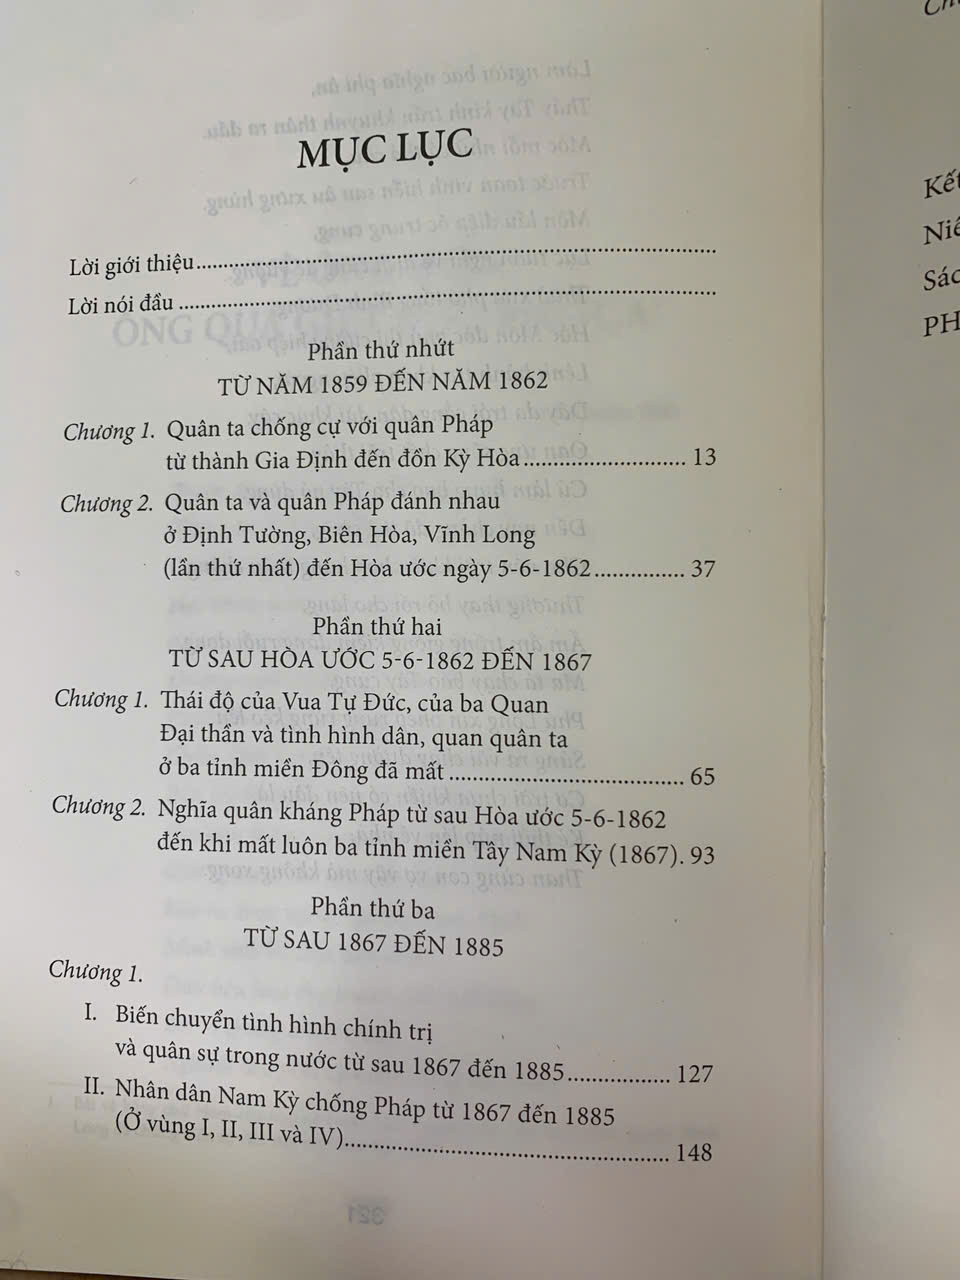 MỤC LỤC
Lời giới thiệu
Lời nói đầu
Phần thứ nhứt
TỪ NĂM 1859 ĐẾN NĂM 1862
Chương 1. Quân ta chống cự với quân Pháp
từ thành Gia Định đến đồn Kỳ Hòa 13
Chương 2. Quân ta và quân Pháp đánh nhau
ở Định Tường, Biên Hòa, Vĩnh Long
(lần thứ nhất) đến Hòa ước ngày 5-6-1862 37
Phần thứ hai
TỪ SAU HÒA ƯỚC 5-6-1862 ĐẾN 1867
Chương 1. Thái độ của Vua Tự Đức, của ba Quan
Đại thần và tình hình dân, quan quân ta
ở ba tỉnh miền Đông đã mất 65
Chương 2. Nghĩa quân kháng Pháp từ sau Hòa ước 5-6-1862
đến khi mất luôn ba tỉnh miền Tây Nam Kỳ (1867). 93
Phần thứ ba
TỪ SAU 1867 ĐẾN 1885
Chương 1.
I. Biến chuyển tình hình chính trị
và quân sự trong nước từ sau 1867 đến 1885 127
II. Nhân dân Nam Kỳ chống Pháp từ 1867 đến 1885
(Ở vùng I, II, III và IV) 148
Kết
PH